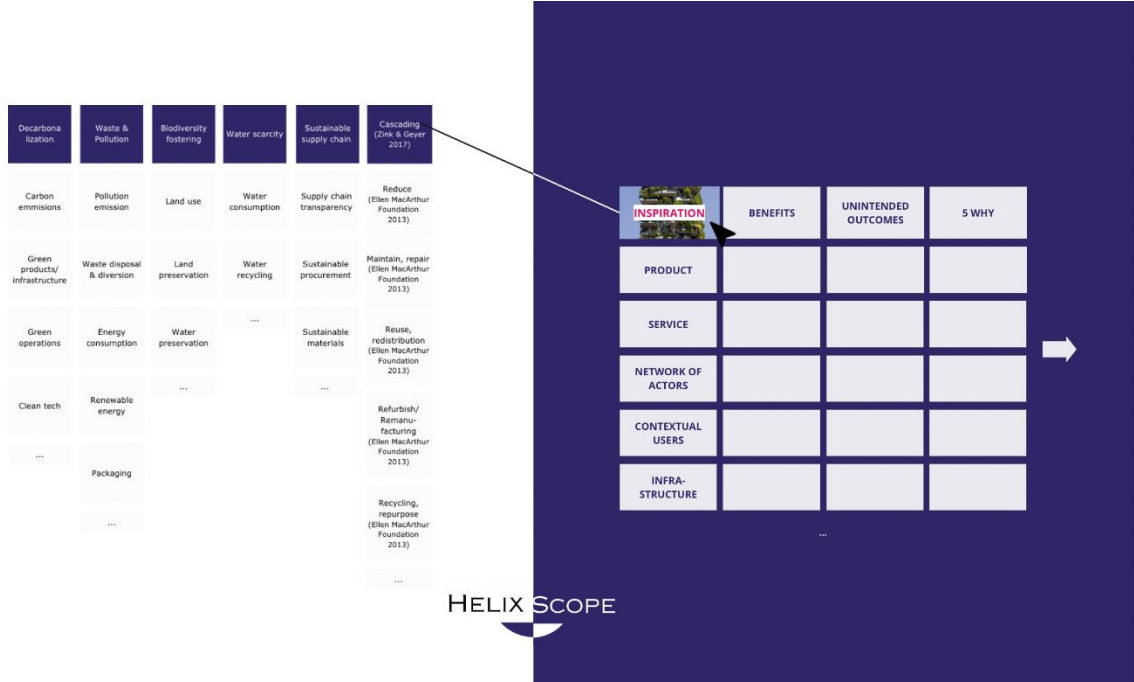 Decarbona
lization
Carbon
emmisions
Green
products/
infrastructure
Green
operations
Clean tech
...
Waste &
Pollution
Pollution
emission
Waste disposal
& diversion
Energy
consumption
Renewable
energy
Packaging
...
Biodiversity
fostering
Land use
Land
preservation
Water
preservation
...
Water scarcity
Water
consumption
Water
recycling
...
Sustainable
supply chain
Supply chain
transparency
Sustainable
procurement
Sustainable
materials
...
Cascading
(Zink & Geyer
2017)
Reduce
(Ellen MacArthur
Foundation
2013)
Maintain, repair
(Ellen MacArthur
Foundation
2013)
Reuse,
redistribution
(Ellen MacArthur
Foundation
2013)
Refurbish/
Remanu-
facturing
(Ellen MacArthur
Foundation
2013)
Recycling,
repurpose
(Ellen MacArthur
Foundation
2013)
...
INSPIRATION
BENEFITS
UNINTENDED
OUTCOMES
5 WHY
PRODUCT
SERVICE
NETWORK OF
ACTORS
CONTEXTUAL
USERS
INFRA-
STRUCTURE
...
HELIX SCOPE